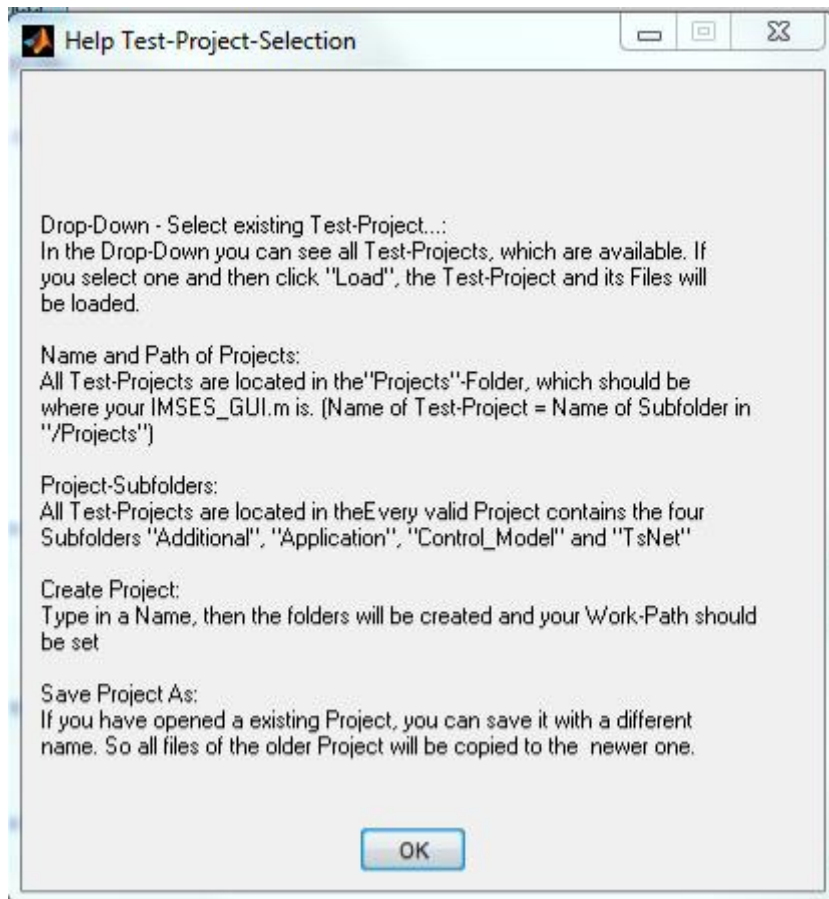 Help Test-Project-Selection
Drop-Down - Select existing Test-Project...:
In the Drop-Down you can see all Test-Projects, which are available. If
you select one and then click "Load", the Test-Project and its Files will
be loaded.
Name and Path of Projects:
All Test-Projects are located in the"Projects"-Folder, which should be
where your IMSES_GUI.m is. (Name of Test-Project = Name of Subfolder in
"/Projects")
Project-Subfolders:
All Test-Projects are located in theEvery valid Project contains the four
Subfolders "Additional", "Application", "Control_Model" and "TsNet"
Create Project:
Type in a Name, then the folders will be created and your Work-Path should
be set
Save Project As:
If you have opened a existing Project, you can save it with a different
name. So all files of the older Project will be copied to the  newer one.
OK